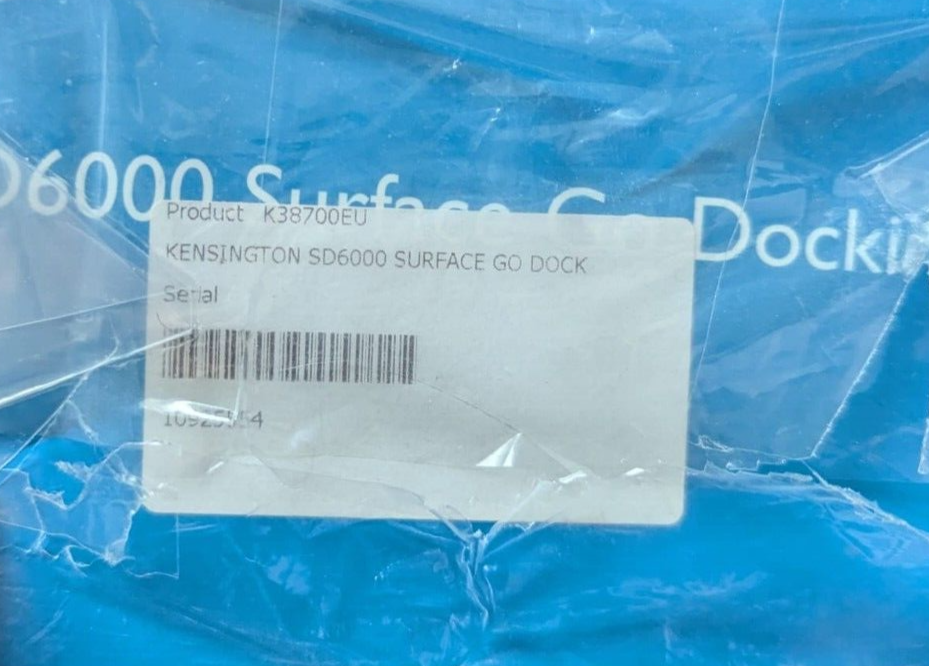 D6000 Surface Go Docki
Product K38700EU
KENSINGTON SD6000 SURFACE GO DOCK
Serial